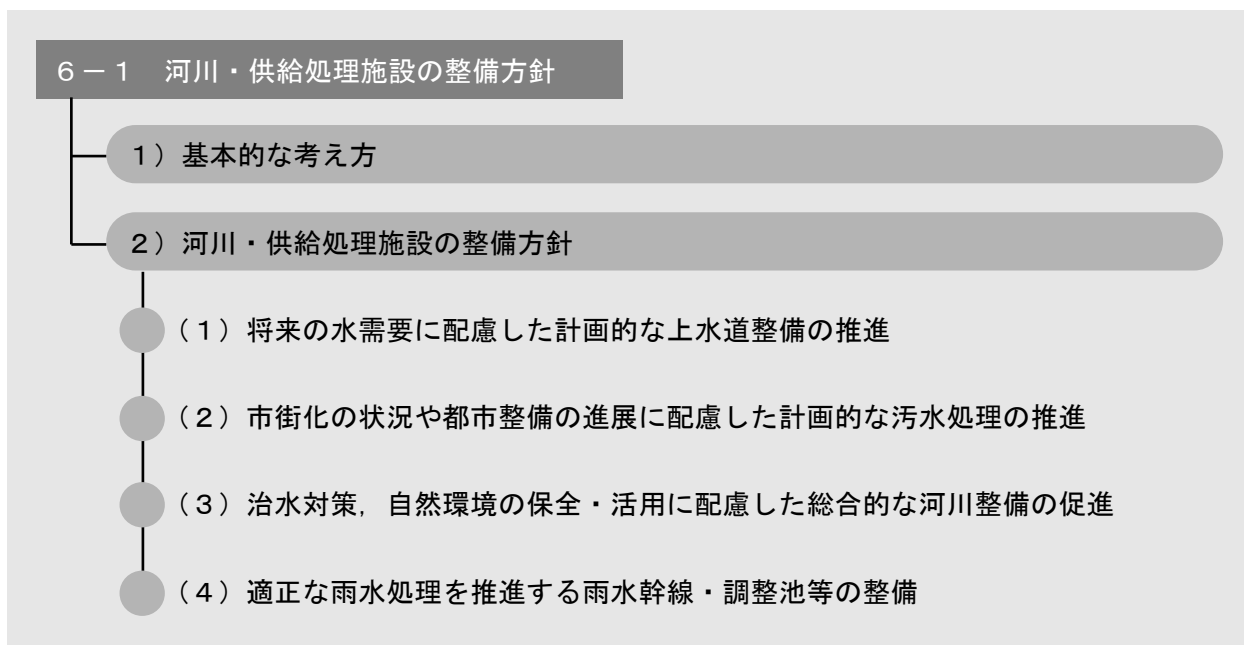 ６－１　河川・供給処理施設の整備方針
１）基本的な考え方
２）河川・供給処理施設の整備方針
（１）将来の水需要に配慮した計画的な上水道整備の推進
（２）市街化の状況や都市整備の進展に配慮した計画的な汚水処理の推進
（３）治水対策，自然環境の保全・活用に配慮した総合的な河川整備の促進
（４）適正な雨水処理を推進する雨水幹線・調整池等の整備